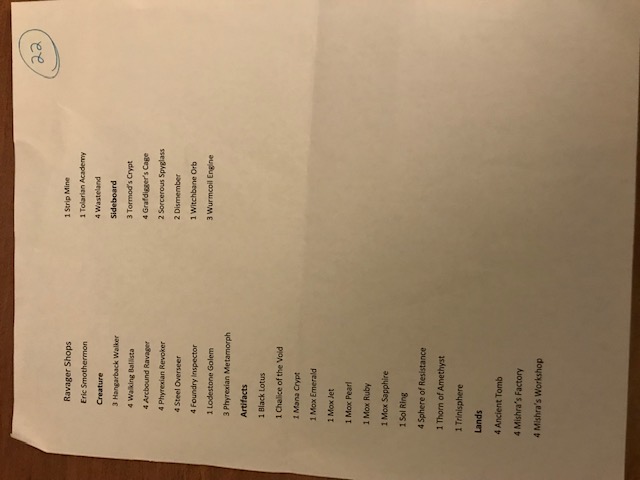 22
Ravager Shops
Eric Smothermon
Creature
3 Hangarback Walker
4 Walking Ballista
4 Arcbound Ravager
4 Phyrexian Revoker
4 Steel Overseer
4 Foundry Inspector
1 Lodestone Golem
3 Phyrexian Metamorph
Artifacts
1 Black Lotus
1 Chalice of the Void
1 Mana Crypt
1 Mox Emerald
1 Mox Jet
1 Mox Pearl
1 Mox Ruby
1 Mox Sapphire
1 Sol Ring
4 Sphere of Resistance
1 Thorn of Amethyst
1 Trinisphere
Lands
4 Ancient Tomb
4 Mishra's Factory
4 Mishra's Workshop
1 Strip Mine
1 Tolarian Academy
4 Wasteland
Sideboard
3 Tormod's Crypt
4 Grafdigger's Cage
2 Sorcerous Spyglass
2 Dismember
1 Witchbane Orb
3 Wurmcoil Engine